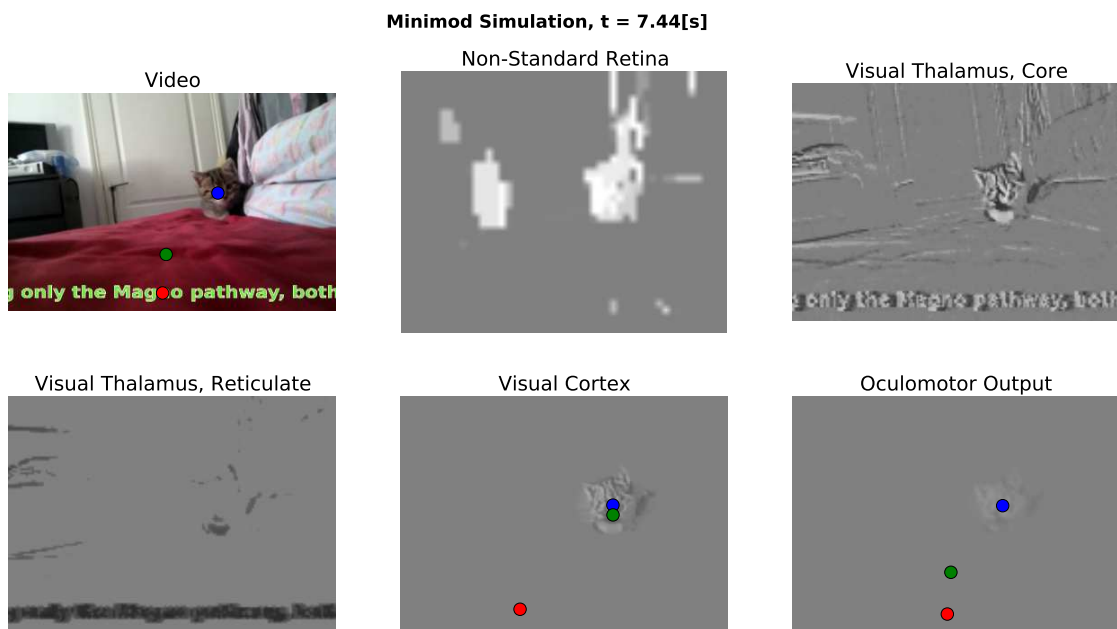 Minimod Simulation, t = 7.44[s]
Video
Non-Standard Retina
Visual Thalamus, Core
g only the Magno pathway, both
only the Magno pathway, both
Visual Thalamus, Reticulate
Visual Cortex
Oculomotor Output